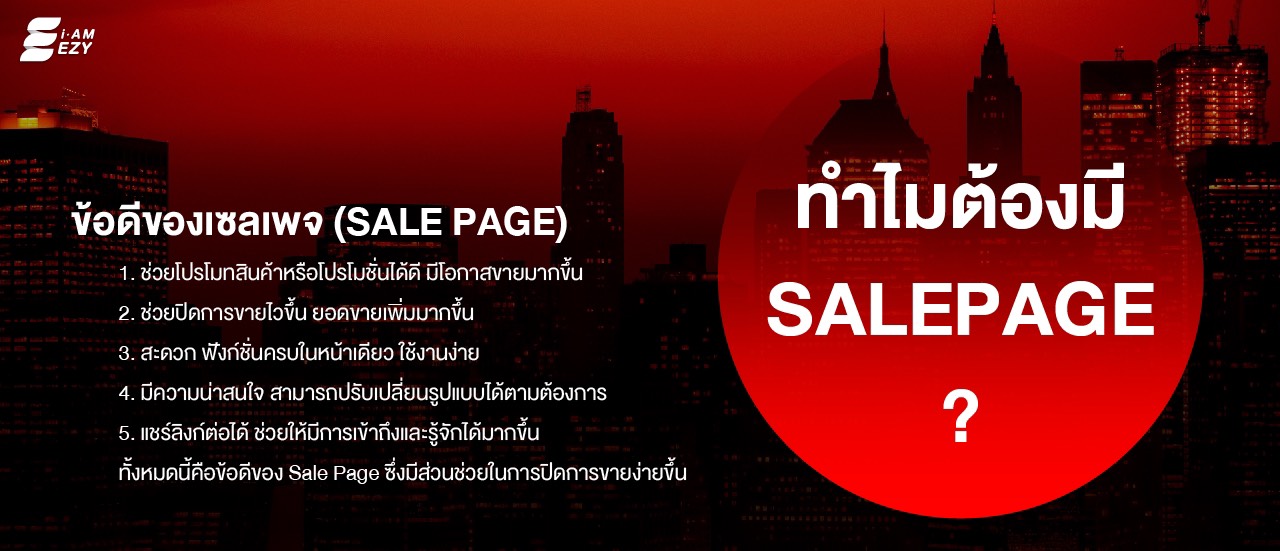 i·AM
EZY
ข้อดีของเซลเพจ (SALE PAGE)
1. ช่วยโปรโมทสินค้าหรือโปรโมชั่นได้ดี มีโอกาสขายมากขึ้น
2. ช่วยปิดการขายไวขึ้น ยอดขายเพิ่มมากขึ้น
3. สะดวก ฟังก์ชั่นครบในหน้าเดียว ใช้งานง่าย
4. มีความน่าสนใจ สามารถปรับเปลี่ยนรูปแบบได้ตามต้องการ
5. แชร์ลิงก์ต่อได้ ช่วยให้มีการเข้าถึงและรู้จักได้มากขึ้น
ทั้งหมดนี้คือข้อดีของ Sale Page ซึ่งมีส่วนช่วยในการปิดการขายง่ายขึ้น
ทำไมต้องมี
SALEPAGE
?